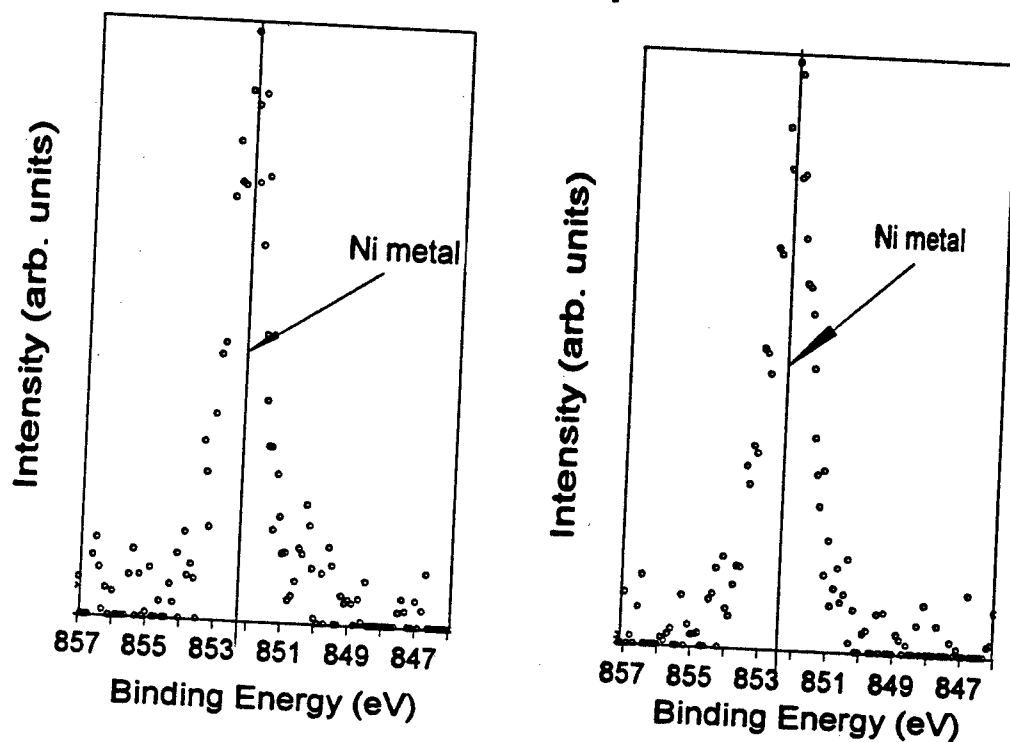 Intensity (arb. units)
Ni metal
857 855 853 851 849 847
Binding Energy (eV)
Intensity (arb. units)
Ni metal
857 855 853 851 849 847
Binding Energy (eV)